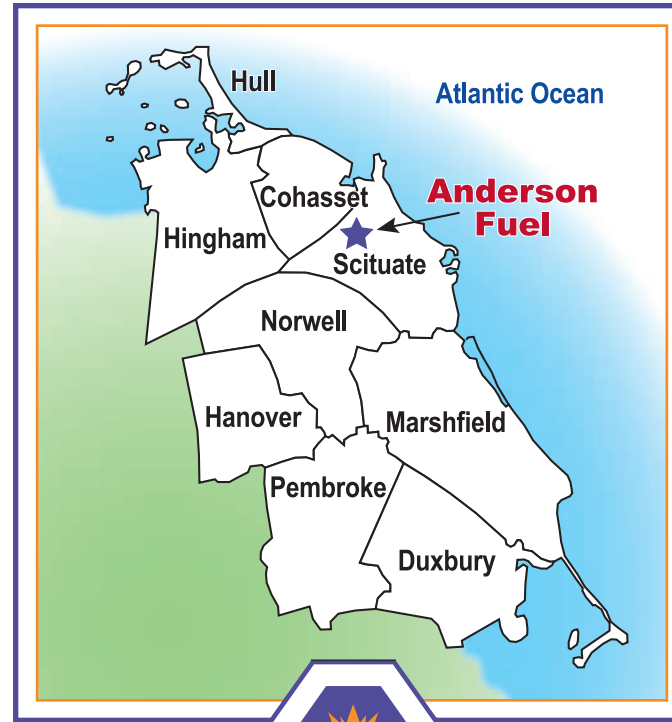 Hull
Atlantic Ocean
Cohasset
Anderson
Fuel
Hingham
Scituate
Norwell
Hanover
Marshfield
Pembroke
Duxbury